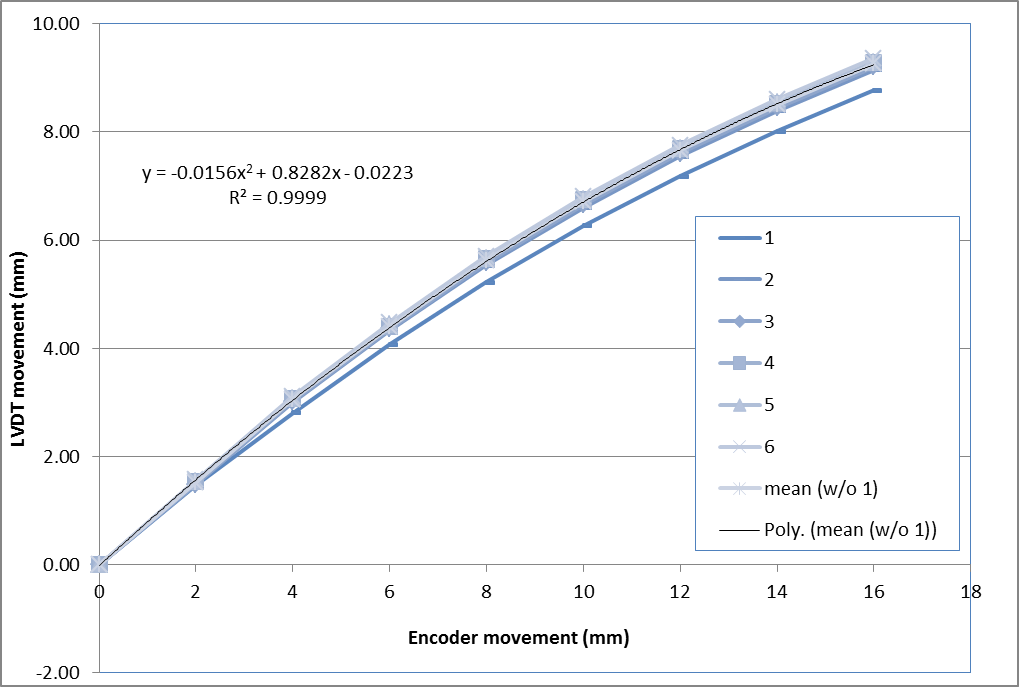 10.00
8.00
6.00
4.00
2.00
0.00
-2.00
0 2 4 6 8 10 12 14 16 18
LVDT movement (mm)
Encoder movement (mm)
y = -0.0156x² + 0.8282x - 0.0223
R² = 0.9999
1
2
3
4
5
6
mean (w/o 1)
Poly. (mean (w/o 1))